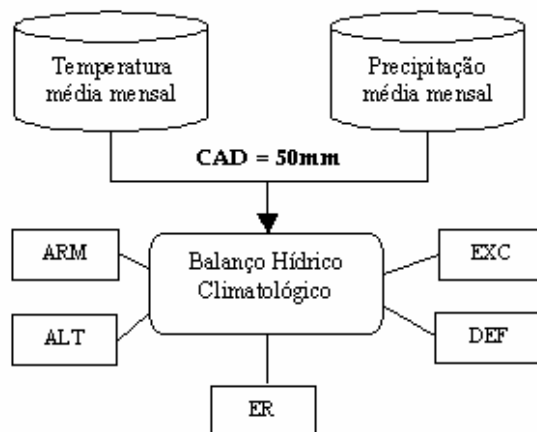 Temperatura
média mensal
Precipitação
média mensal
CAD = 50mm
ARM
Balanço Hídrico
Climatológico
EXC
ALT
DEF
ER